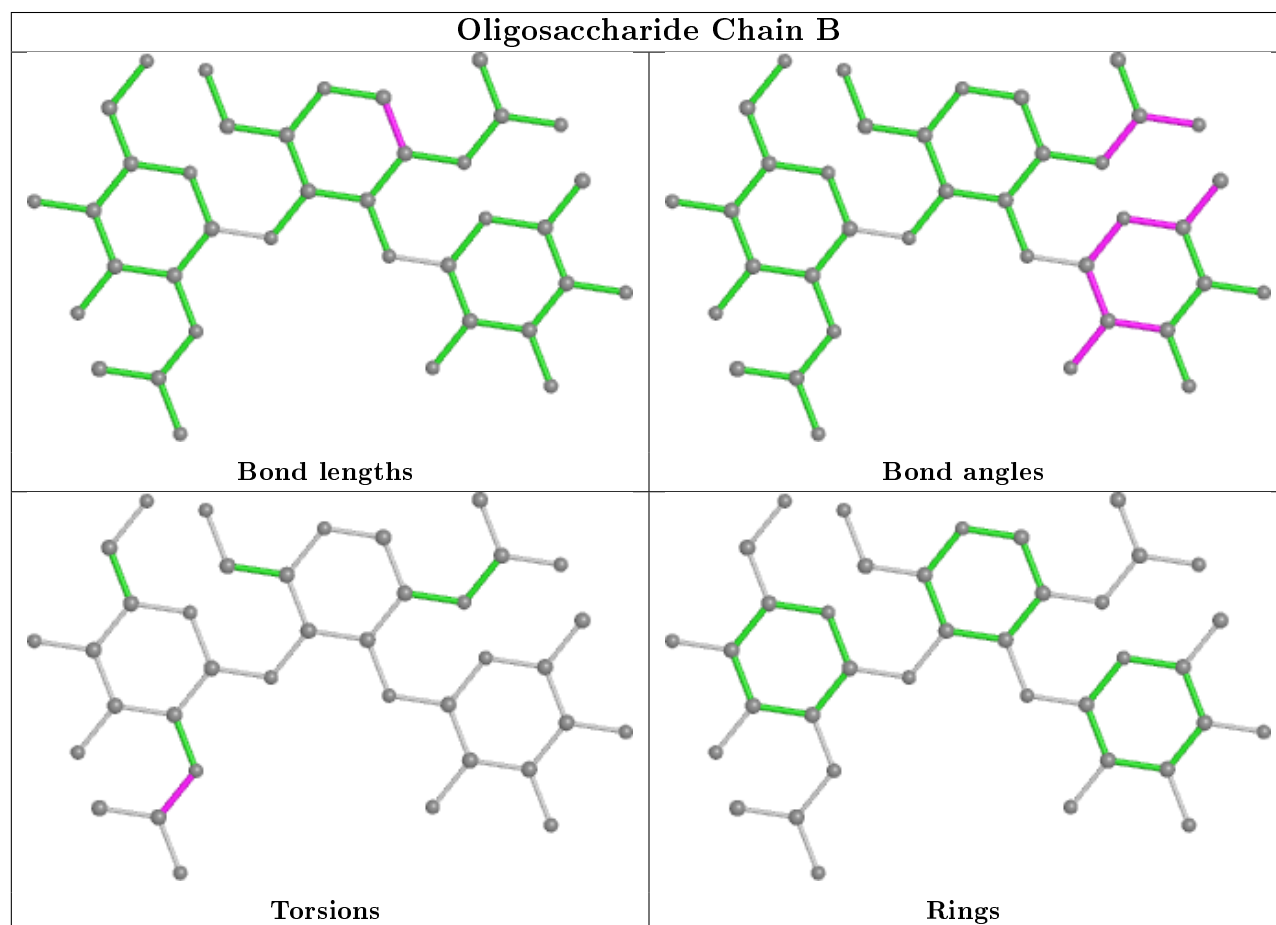 Oligosaccharide Chain B
Bond lengths
Bond angles
Torsions
Rings